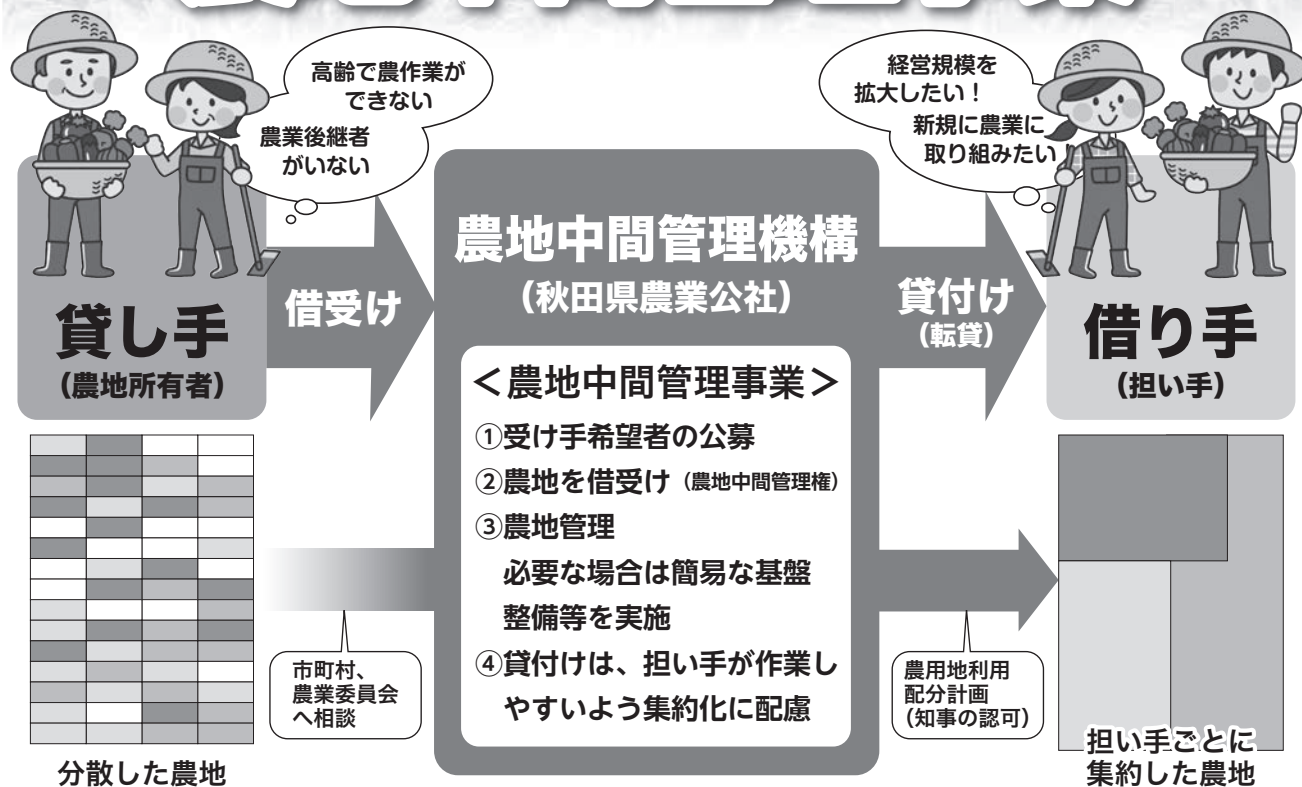 高齢で農作業が
できない
農業後継者
がいない
経営規模を
拡大したい！
新規に農業に
取り組みたい
貸し手
（農地所有者）
借受け
農地中間管理機構
（秋田県農業公社）
貸付け
（転貸）
借り手
（担い手）
＜農地中間管理事業＞
①受け手希望者の公募
②農地を借受け（農地中間管理権）
③農地管理
必要な場合は簡易な基盤
整備等を実施
④貸付けは、担い手が作業し
やすいよう集約化に配慮
市町村、
農業委員会
へ相談
農用地利用
配分計画
（知事の認可）
分散した農地
担い手ごとに
集約した農地